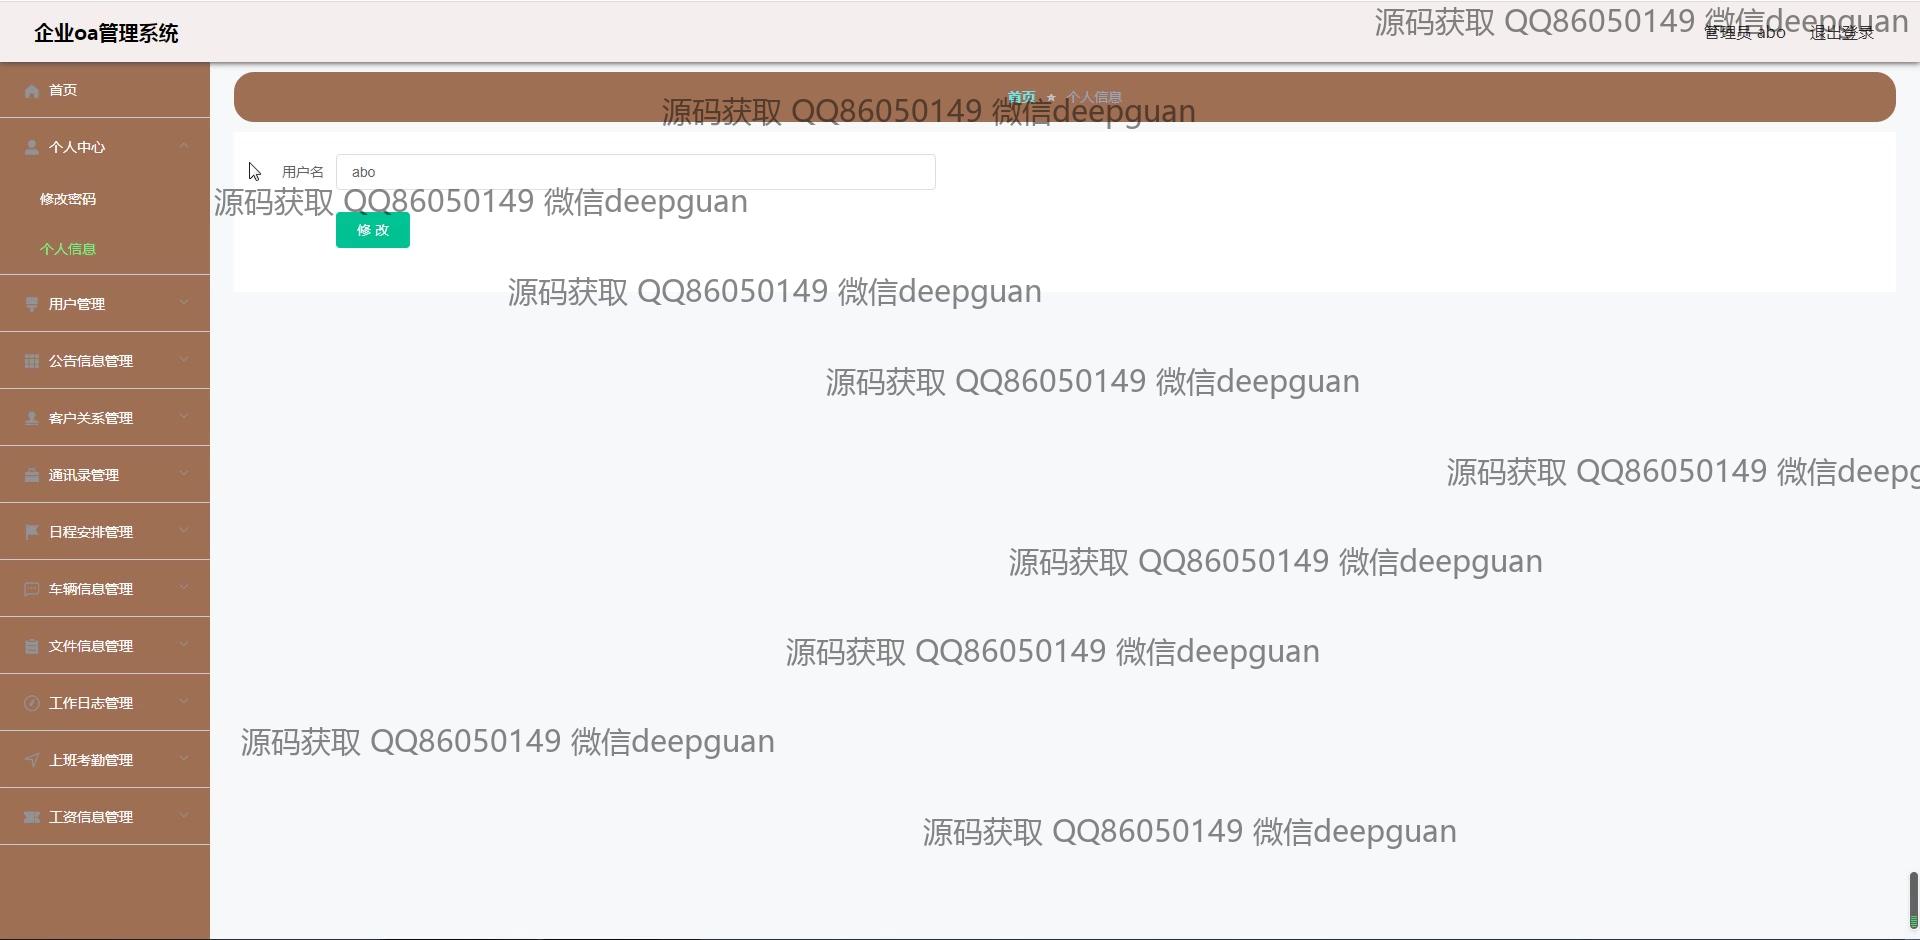 企业oa管理系统
源码获取 QQ86050149 微信deepguan
管理员 abo 退出登录
首页
首页 ★ 个人信息
源码获取 QQ86050149 微信deepguan
个人中心
用户名 abo
修改密码
源码获取 QQ86050149 微信deepguan
修 改
个人信息
源码获取 QQ86050149 微信deepguan
用户管理
公告信息管理
源码获取 QQ86050149 微信deepguan
客户关系管理
通讯录管理
源码获取 QQ86050149 微信deepg
日程安排管理
源码获取 QQ86050149 微信deepguan
车辆信息管理
文件信息管理
源码获取 QQ86050149 微信deepguan
工作日志管理
源码获取 QQ86050149 微信deepguan
上班考勤管理
工资信息管理
源码获取 QQ86050149 微信deepguan